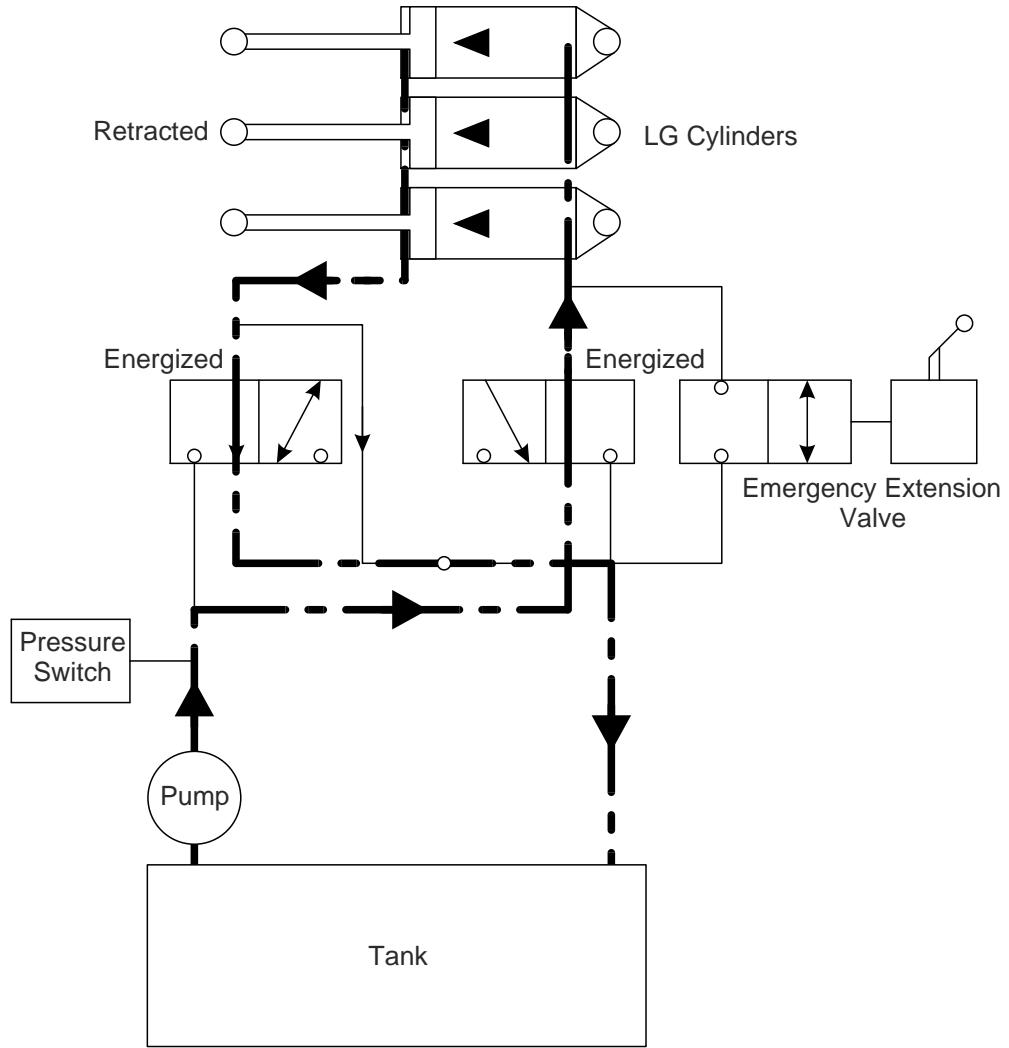 Retracted
LG Cylinders
Energized
Energized
Emergency Extension
Valve
Pressure
Switch
Pump
Tank